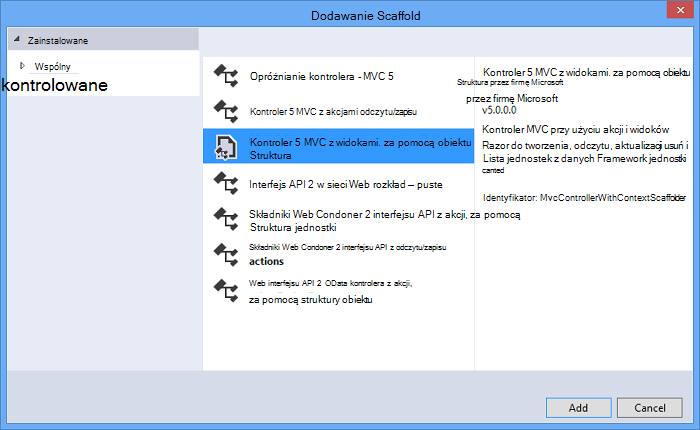 Dodawanie Scaffold
Zainstalowane
Wspólny
kontrolowane
Opróżnianie kontrolera - MVC 5
Kontroler 5 MVC z akcjami odczytu/zapisu
Kontroler 5 MVC z widokami. za pomocą obiektu
Struktura
Interfejs API 2 w sieci Web rozkład – puste
Składniki Web Condoner 2 interfejsu API z akcji, za pomocą
Struktura jednostki
Składniki Web Condoner 2 interfejsu API z odczytu/zapisu
actions
Web interfejsu API 2 OData kontrolera z akcji,
za pomocą struktury obiektu
Kontroler 5 MVC z widokami. za pomocą obiektu
Struktura przez firmę Microsoft
przez firmę Microsoft
v5.0.0.0
Kontroler MVC przy użyciu akcji i widoków
Razor do tworzenia, odczytu, aktualizacji usuń i
Lista jednostek z danych Framework jednostki
canted
Identyfikator: MvcControllerWithContextScaffolder
Add
Cancel